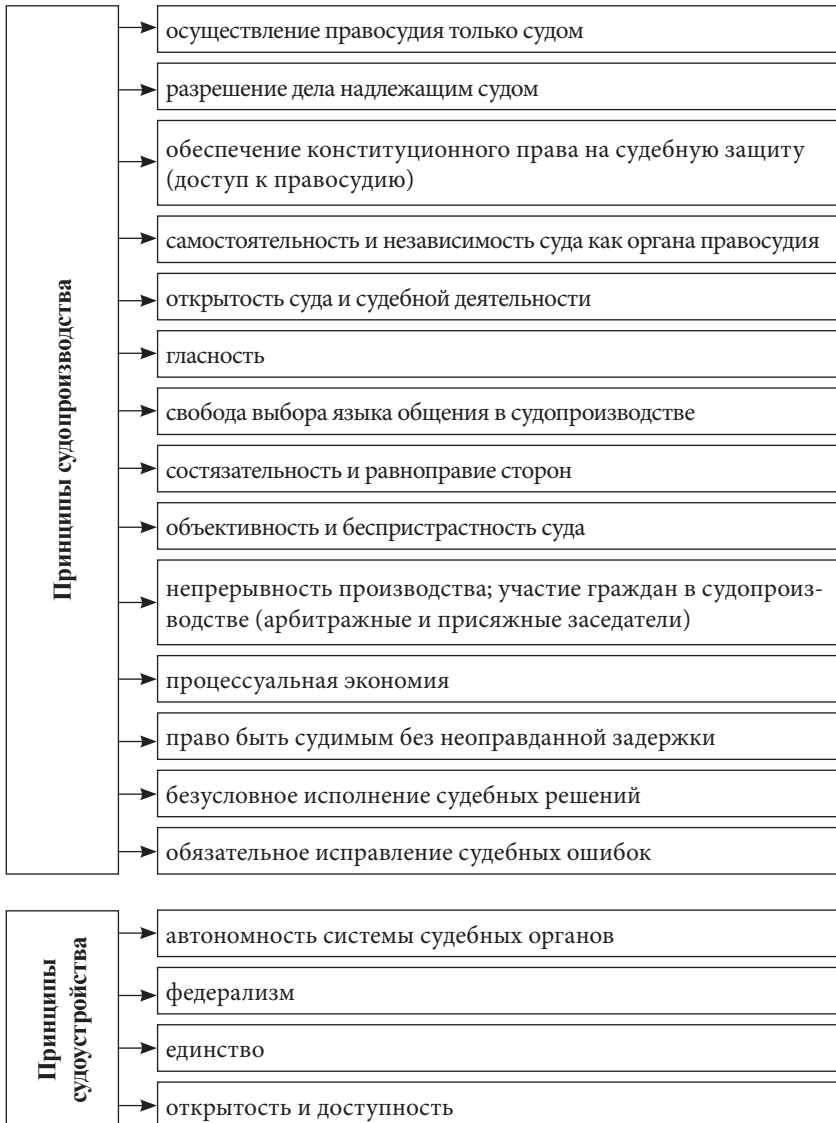 Принципы судопроизводства
осуществление правосудия только судом
разрешение дела надлежащим судом
обеспечение конституционного права на судебную защиту
(доступ к правосудию)
самостоятельность и независимость суда как органа правосудия
открытость суда и судебной деятельности
гласность
свобода выбора языка общения в судопроизводстве
состязательность и равноправие сторон
объективность и беспристрастность суда
непрерывность производства; участие граждан в судопроиз-
водстве (арбитражные и присяжные заседатели)
процессуальная экономия
право быть судимым без неоправданной задержки
безусловное исполнение судебных решений
обязательное исправление судебных ошибок
Принципы
судоустройства
автономность системы судебных органов
федерализм
единство
открытость и доступность